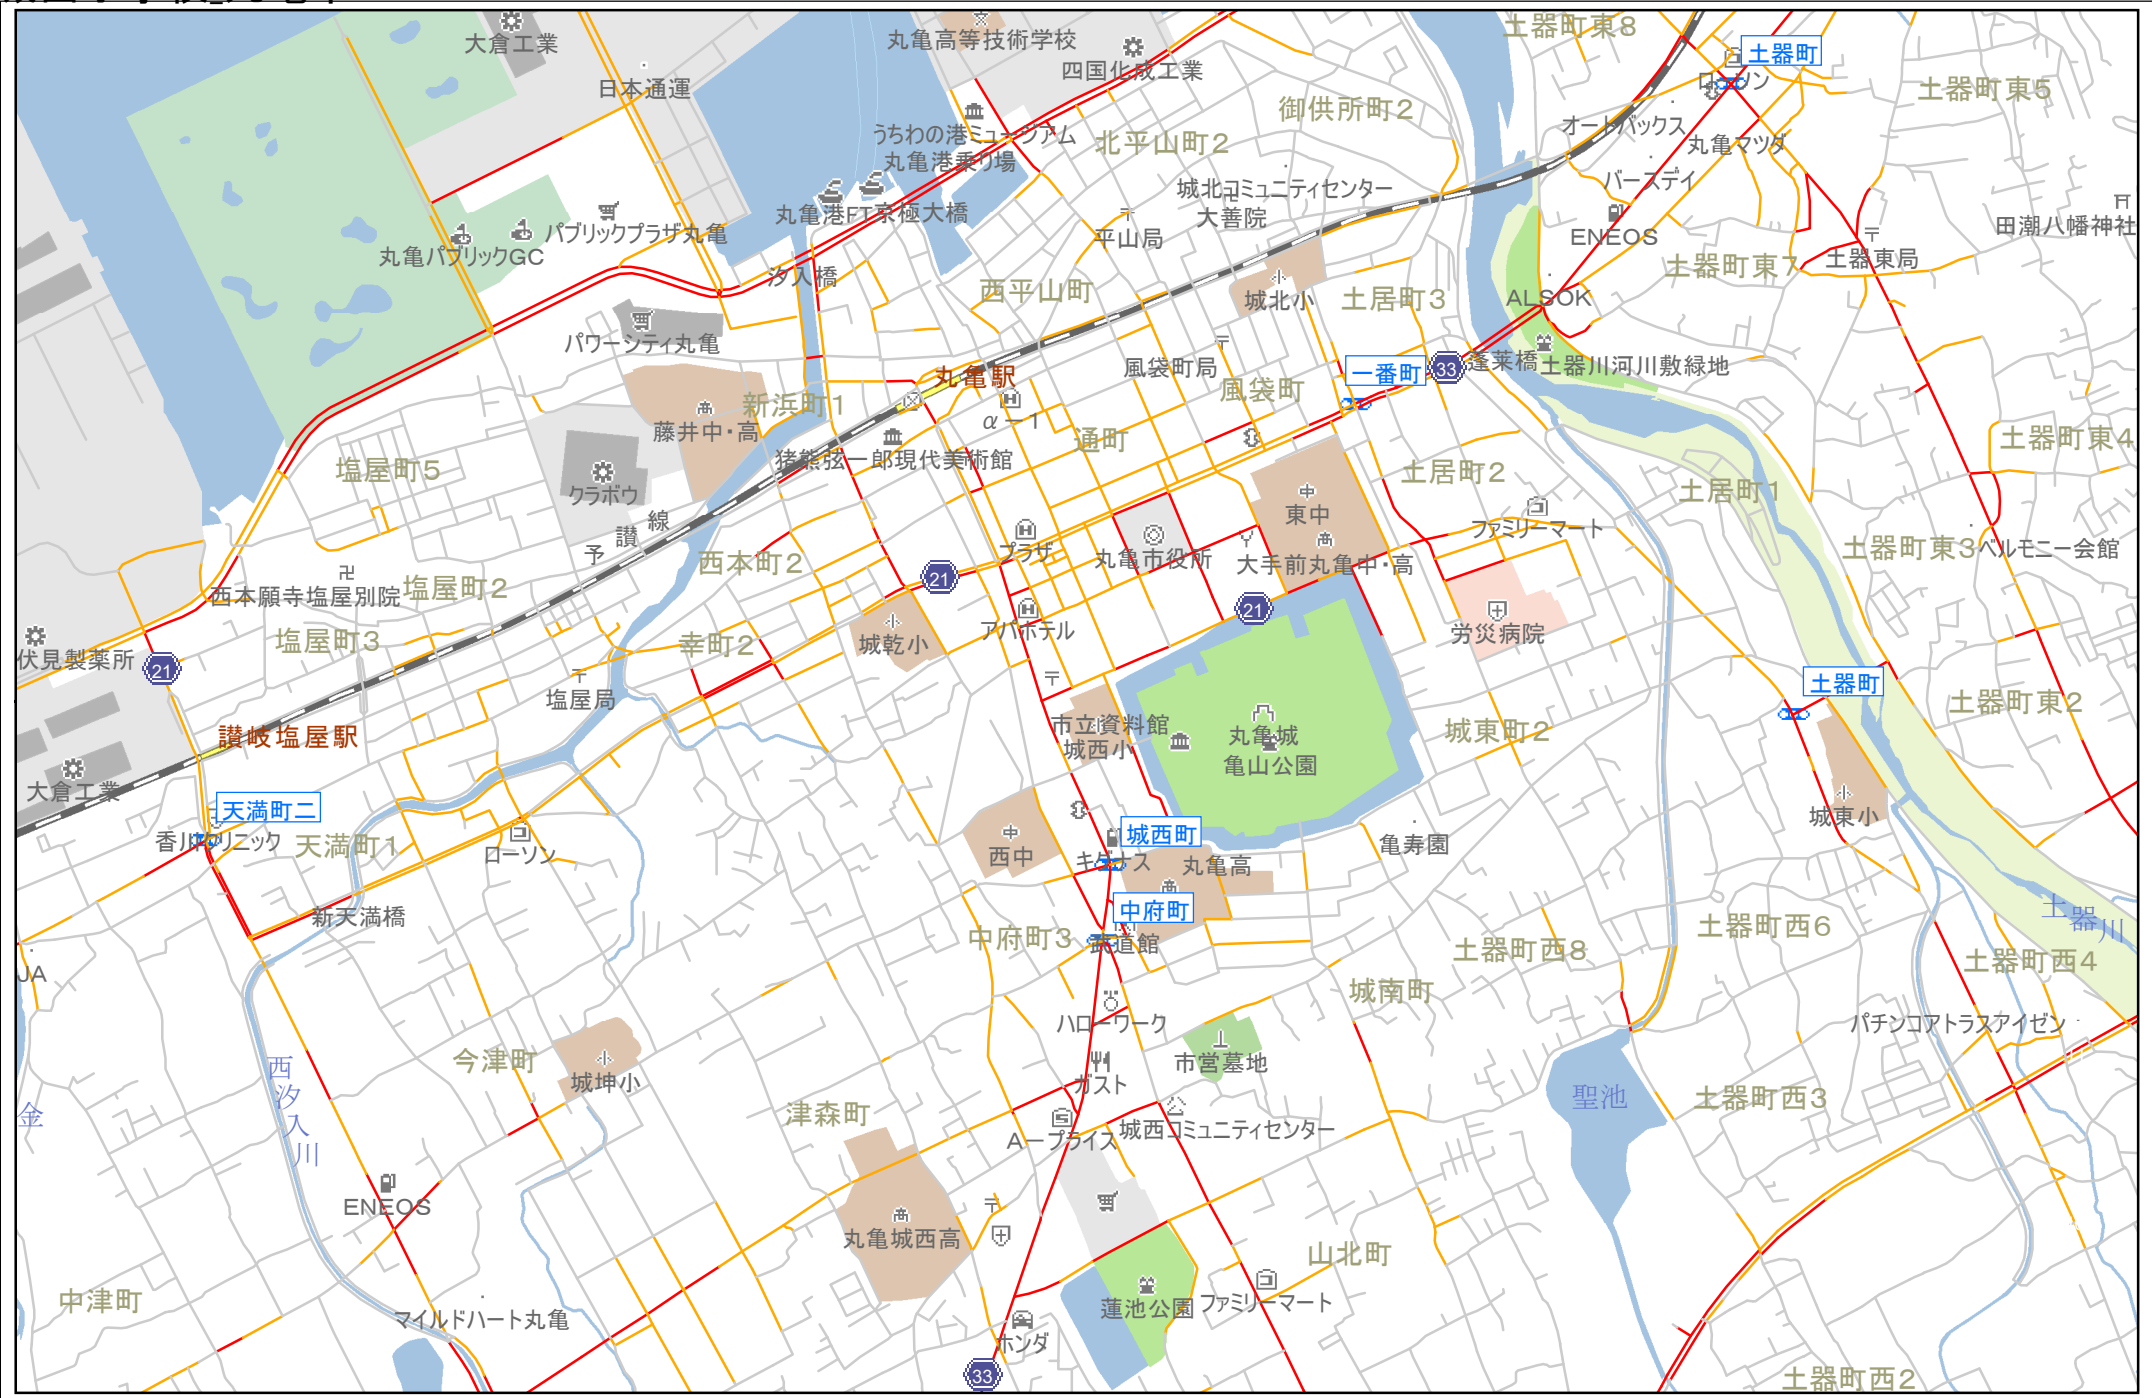 大倉工業
日本通運
丸亀高等技術学校
四国化成工業
土器町東8
土器町
ローソン
土器町東5
うちわの港ミュージアム
丸亀港乗り場
北平山町2
御供所町2
オートバックス
丸亀マツダ
バースデイ
城北コミュニティセンター
大善院
丸亀港FT
京極大橋
平山局
ENEOS
田潮八幡神社
パブリックプラザ丸亀
丸亀パブリックGC
汐入橋
西平山町
城北小
土居町3
土器町東7
土器東局
ALSOK
パワーシティ丸亀
丸亀駅
風袋町局
風袋町
一番町
33
蓬莱橋
土器川河川敷緑地
新浜町1
藤井中・高
α－1
通町
猪熊弦一郎現代美術館
土器町東4
塩屋町5
クラボウ
土居町2
土居町1
東中
ファミリーマート
予讃線
プラザ
丸亀市役所
大手前丸亀中・高
土器町東3
ベルモニー会館
西本町2
21
西本願寺塩屋別院
塩屋町2
塩屋町3
21
アパホテル
城乾小
幸町2
労災病院
伏見製薬所
21
塩屋局
土器町
土器町東2
讃岐塩屋駅
市立資料館
城西小
丸亀城
亀山公園
城東町2
大倉工業
天満町二
香川クリニック
天満町1
ローソン
西中
キグナス
城西町
丸亀高
亀寿園
城東小
新天満橋
中府町
中府町3
武道館
土器町西8
土器町西6
土器川
土器町西4
JA
城南町
ハローワーク
パチンコアトラスアイゼン
今津町
城坤小
ガスト
市営墓地
西汐入川
金
聖池
土器町西3
津森町
A－プライス
城西コミュニティセンター
ENEOS
丸亀城西高
山北町
中津町
マイルドハート丸亀
蓮池公園
ファミリーマート
ホンダ
33
土器町西2